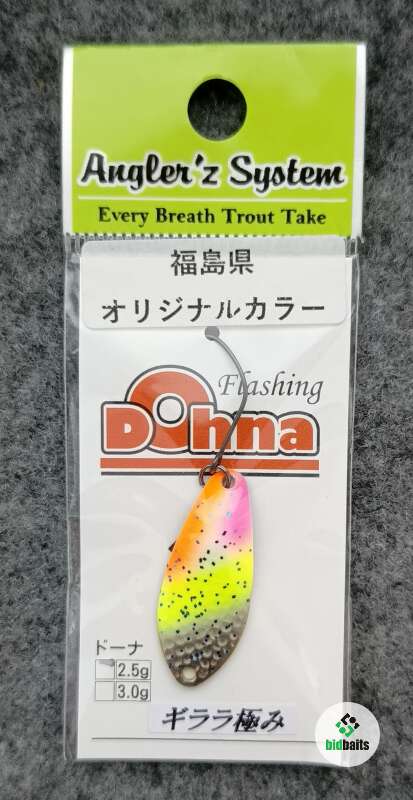 Angler'z System
Every Breath Trout Take
福島県
オリジナルカラー
Flashing
Dohna
ドーナ
2.5g
3.0g
ギララ極み
bidbaits